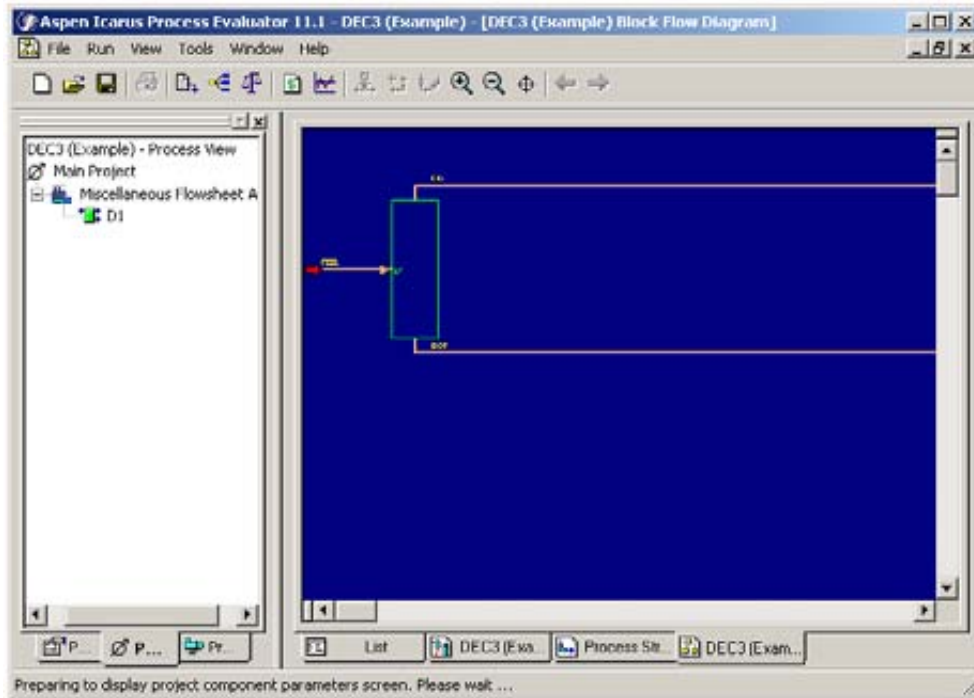 Aspen Icarus Process Evaluator 11.1 - DEC3 (Example) - [DEC3 (Example) Block Flow Diagram]
File Run View Tools Window Help
DEC3 (Example) - Process View
Main Project
Miscellaneous Flowsheet A
D1
BOT
P...
P...
Pr...
List
DEC3 (Exa...
Process Str...
DEC3 (Exam...
Preparing to display project component parameters screen. Please wait ...